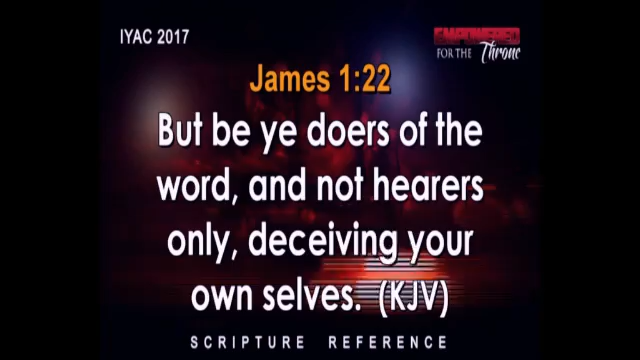 IYAC 2017
EMPOWERED
FOR THE Throne
James 1:22
But be ye doers of the
word, and not hearers
only, deceiving your
own selves. (KJV)
SCRIPTURE REFERENCE